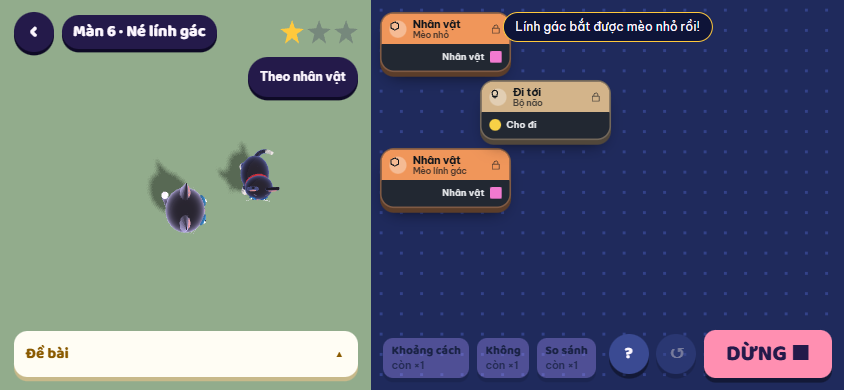 Màn 6 · Né lính gác
Theo nhân vật
Đề bài
Nhân vật
Mèo nhỏ
Nhân vật
Lính gác bắt được mèo nhỏ rồi!
Đi tới
Bộ não
Cho đi
Nhân vật
Mèo lính gác
Nhân vật
Khoảng cách
còn ×1
Không
còn ×1
So sánh
còn ×1
?
DỪNG